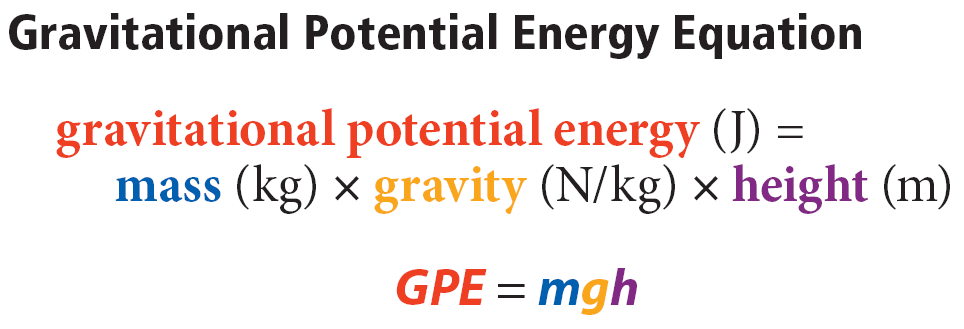 Gravitational Potential Energy Equation
gravitational potential energy (J) =
mass (kg) × gravity (N/kg) × height (m)
GPE = mgh